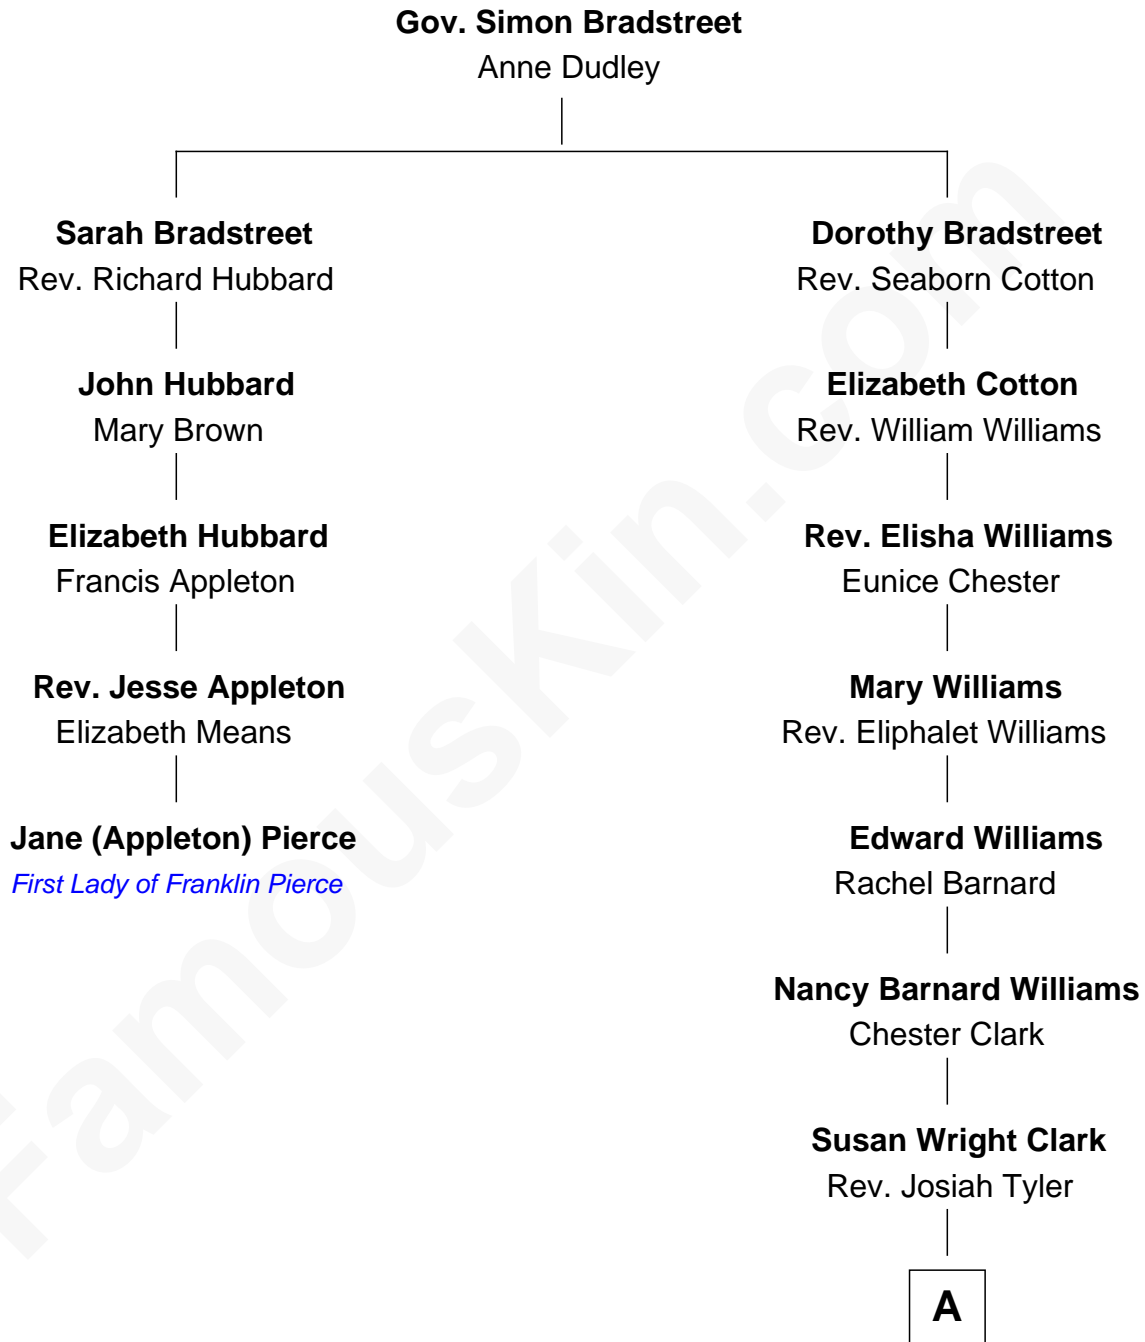 Gov. Simon Bradstreet
Anne Dudley
Sarah Bradstreet
Rev. Richard Hubbard
John Hubbard
Mary Brown
Elizabeth Hubbard
Francis Appleton
Rev. Jesse Appleton
Elizabeth Means
Jane (Appleton) Pierce
First Lady of Franklin Pierce
Dorothy Bradstreet
Rev. Seaborn Cotton
Elizabeth Cotton
Rev. William Williams
Rev. Elisha Williams
Eunice Chester
Mary Williams
Rev. Eliphalet Williams
Edward Williams
Rachel Barnard
Nancy Barnard Williams
Chester Clark
Susan Wright Clark
Rev. Josiah Tyler
A
FamousKin.com